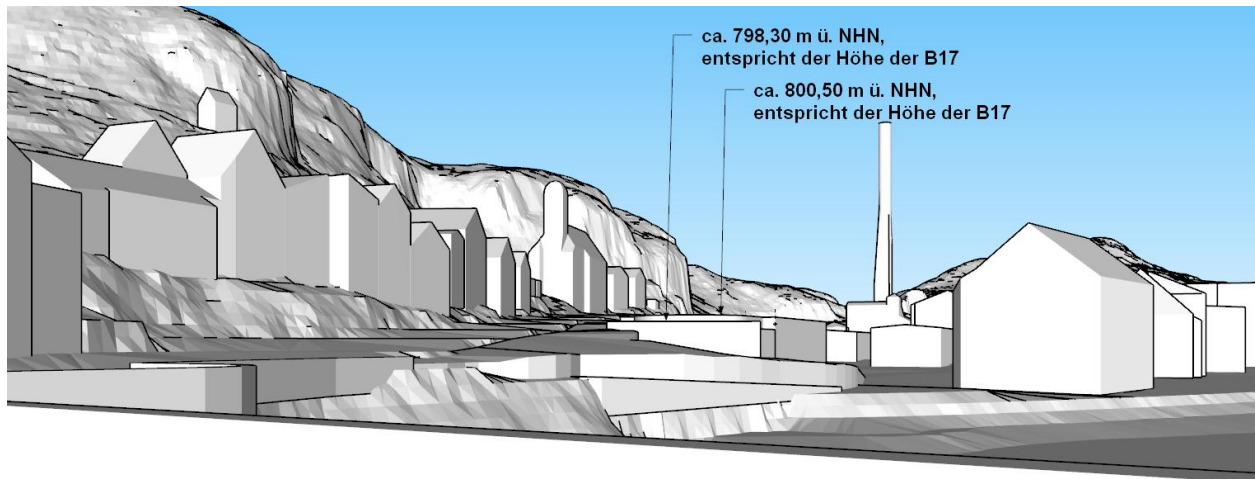 ca. 798,30 m ü. NHN,
entspricht der Höhe der B17
ca. 800,50 m ü. NHN,
entspricht der Höhe der B17